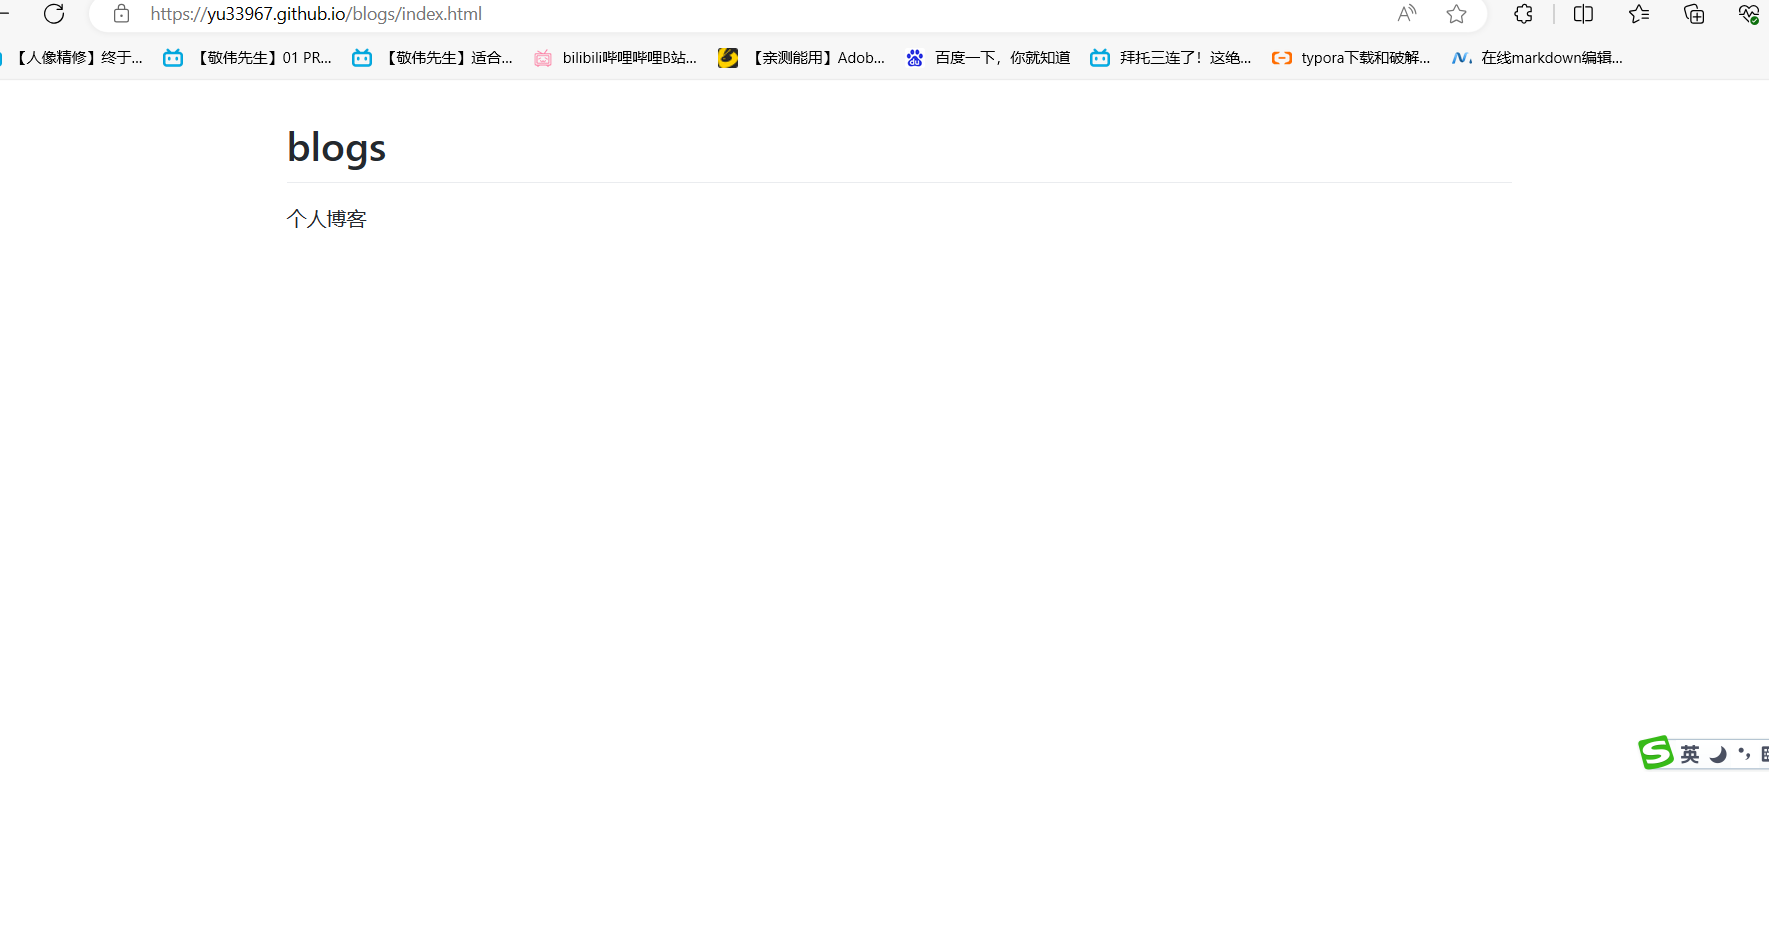 https://yu33967.github.io/blogs/index.html
【人像精修】终于... 【敬伟先生】01 PR... 【敬伟先生】适合... bilibili哔哩哔哩B站... 【亲测能用】Adob... 百度一下，你就知道 拜托三连了！这绝... typora下载和破解... 在线markdown编辑...
blogs
个人博客
英